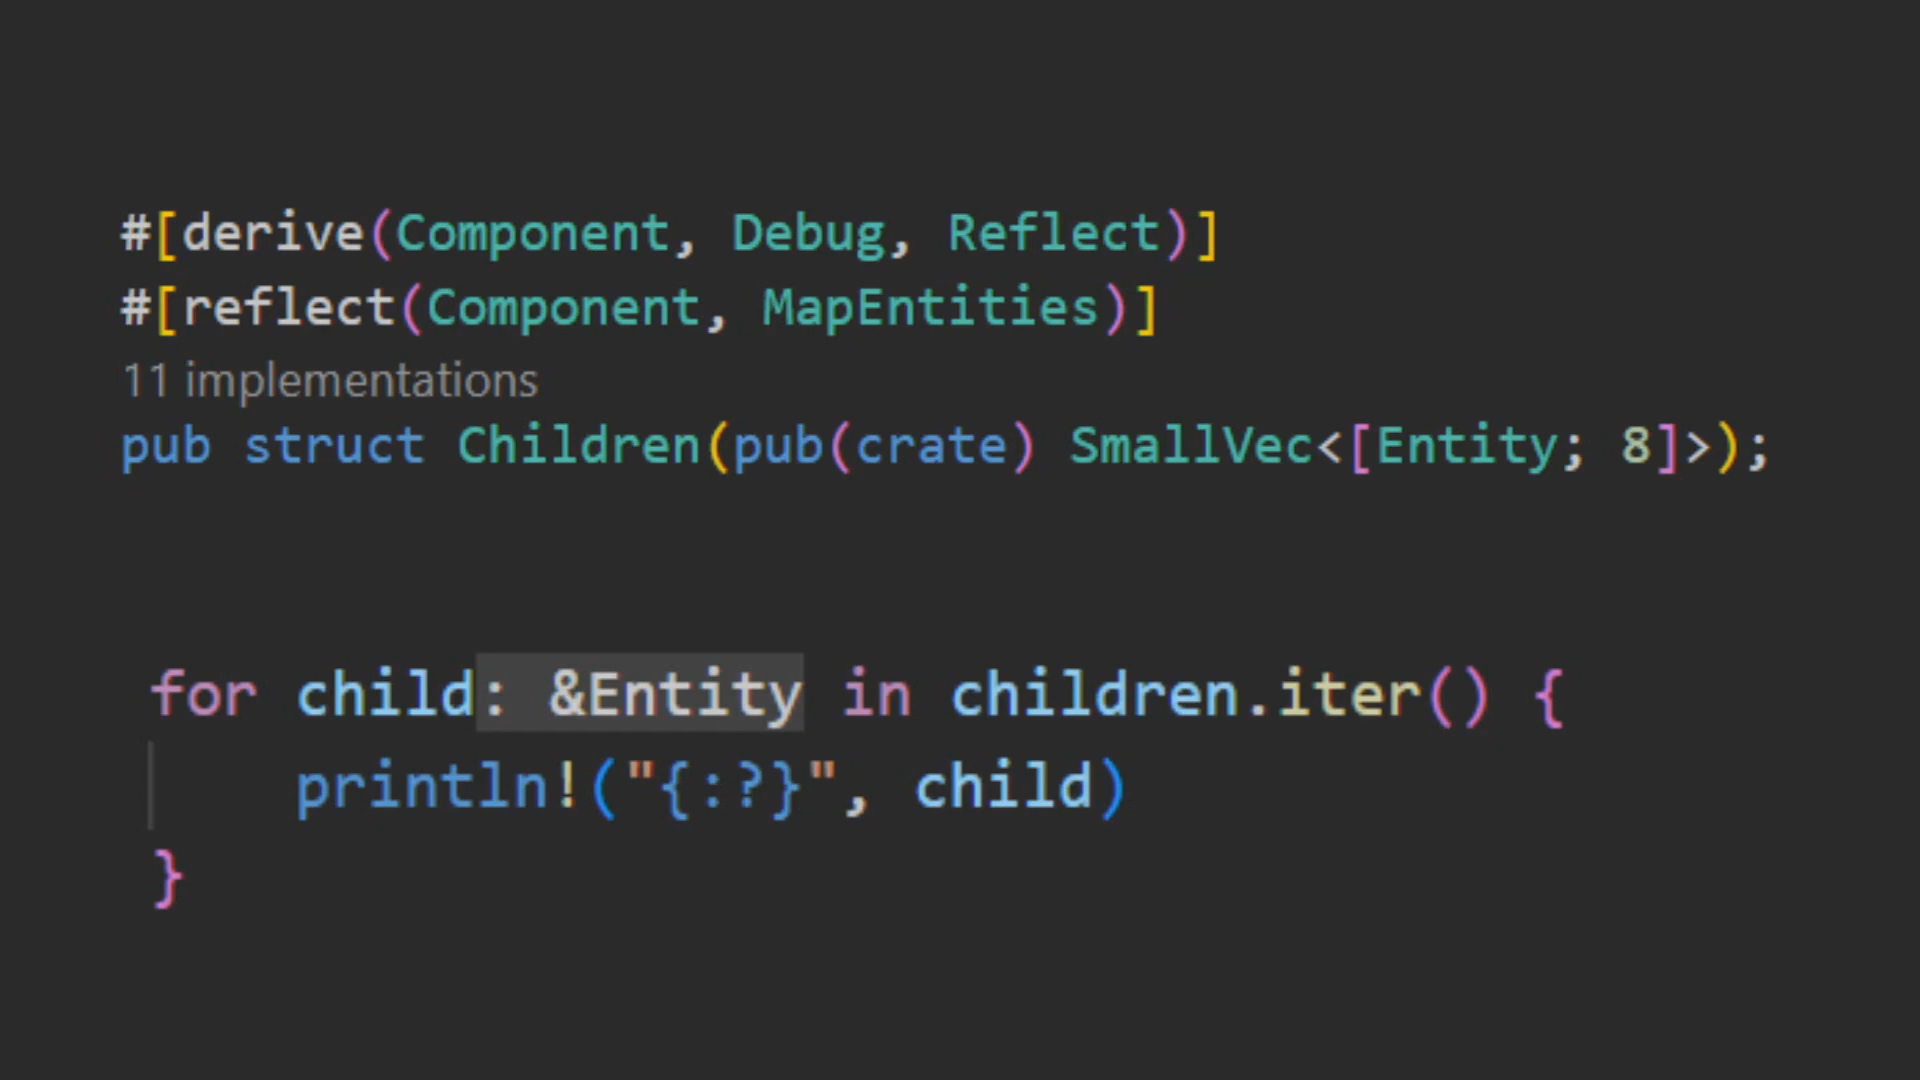 #[derive(Component, Debug, Reflect)]
#[reflect(Component, MapEntities)]
11 implementations
pub struct Children(pub(crate) SmallVec<[Entity; 8]>);
for child: &Entity in children.iter() {
println!("{:?}", child)
}